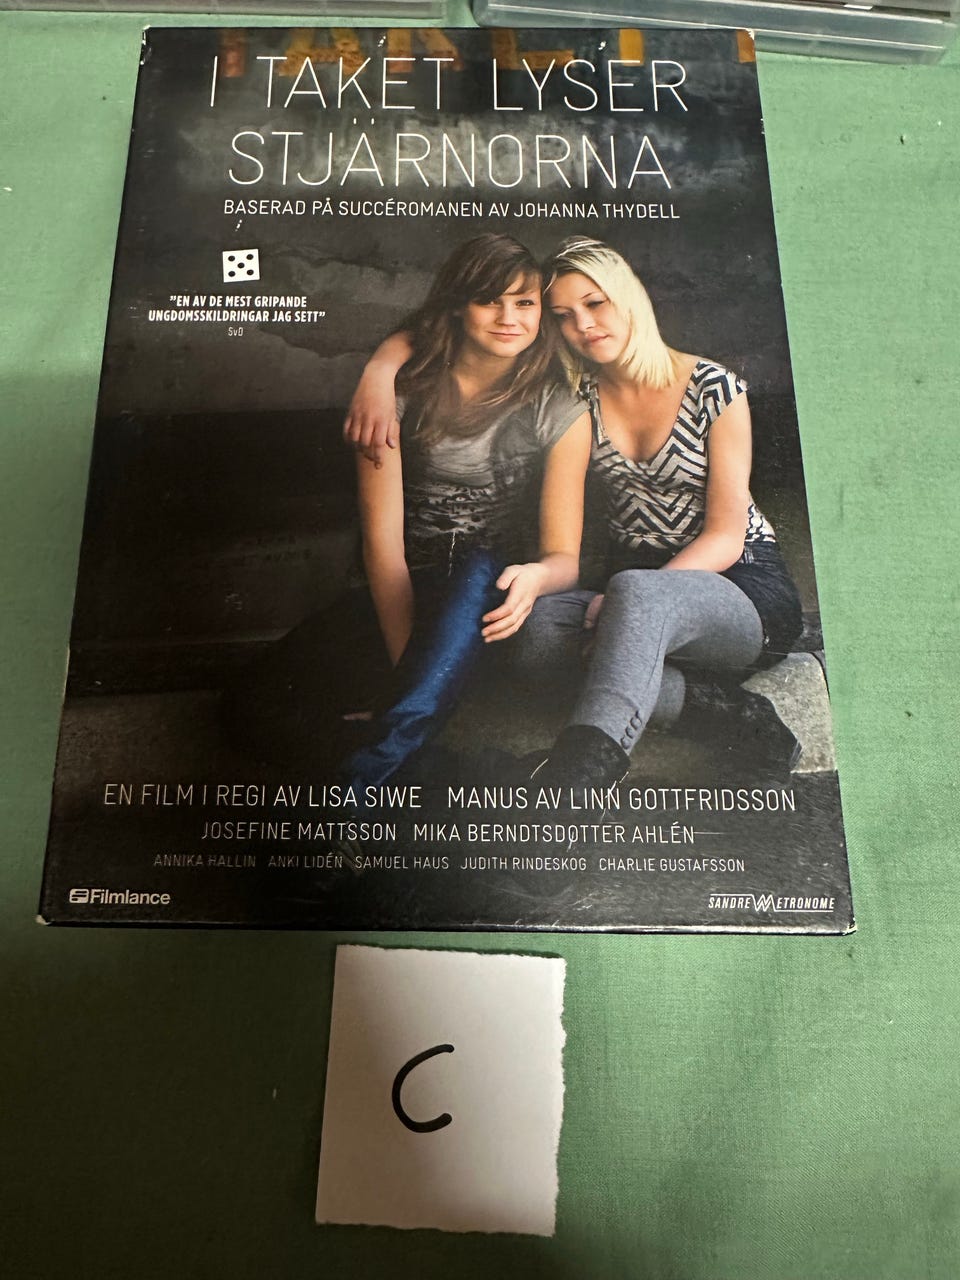 I TAKET LYSER
STJÄRNORNA
BASERAD PÅ SUCCÉROMANEN AV JOHANNA THYDELL
"EN AV DE MEST GRIPANDE
UNGDOMSSKILDRINGAR JAG SETT"
SvD
EN FILM I REGI AV LISA SIWE MANUS AV LINN GOTTFRIDSSON
JOSEFINE MATTSSON MIKA BERNDTSDOTTER AHLÉN
ANNIKA HALLIN ANKI LIDÉN SAMUEL HAUS JUDITH RINDESKOG CHARLIE GUSTAFSSON
Filmlance SANDREW METRONOME
C